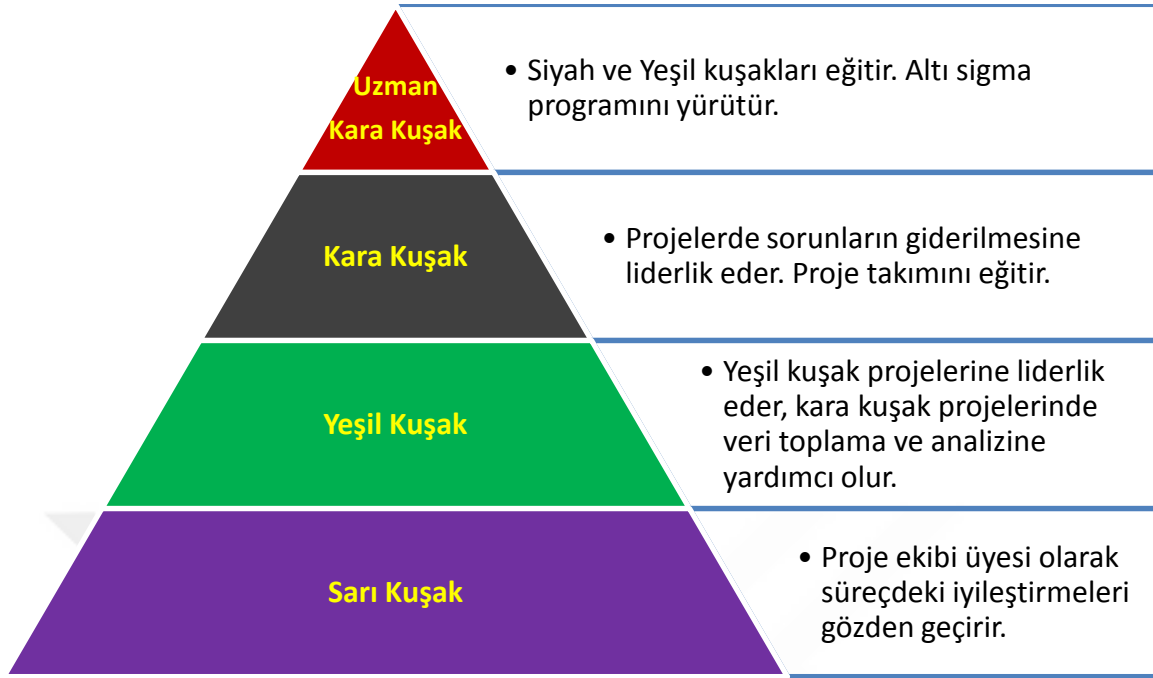 Uzman
Kara Kuşak
• Siyah ve Yeşil kuşakları eğitir. Altı sigma
programını yürütür.
Kara Kuşak
• Projelerde sorunların giderilmesine
liderlik eder. Proje takımını eğitir.
Yeşil Kuşak
• Yeşil kuşak projelerine liderlik
eder, kara kuşak projelerinde
veri toplama ve analizine
yardımcı olur.
Sarı Kuşak
• Proje ekibi üyesi olarak
süreçdeki iyileştirmeleri
gözden geçirir.